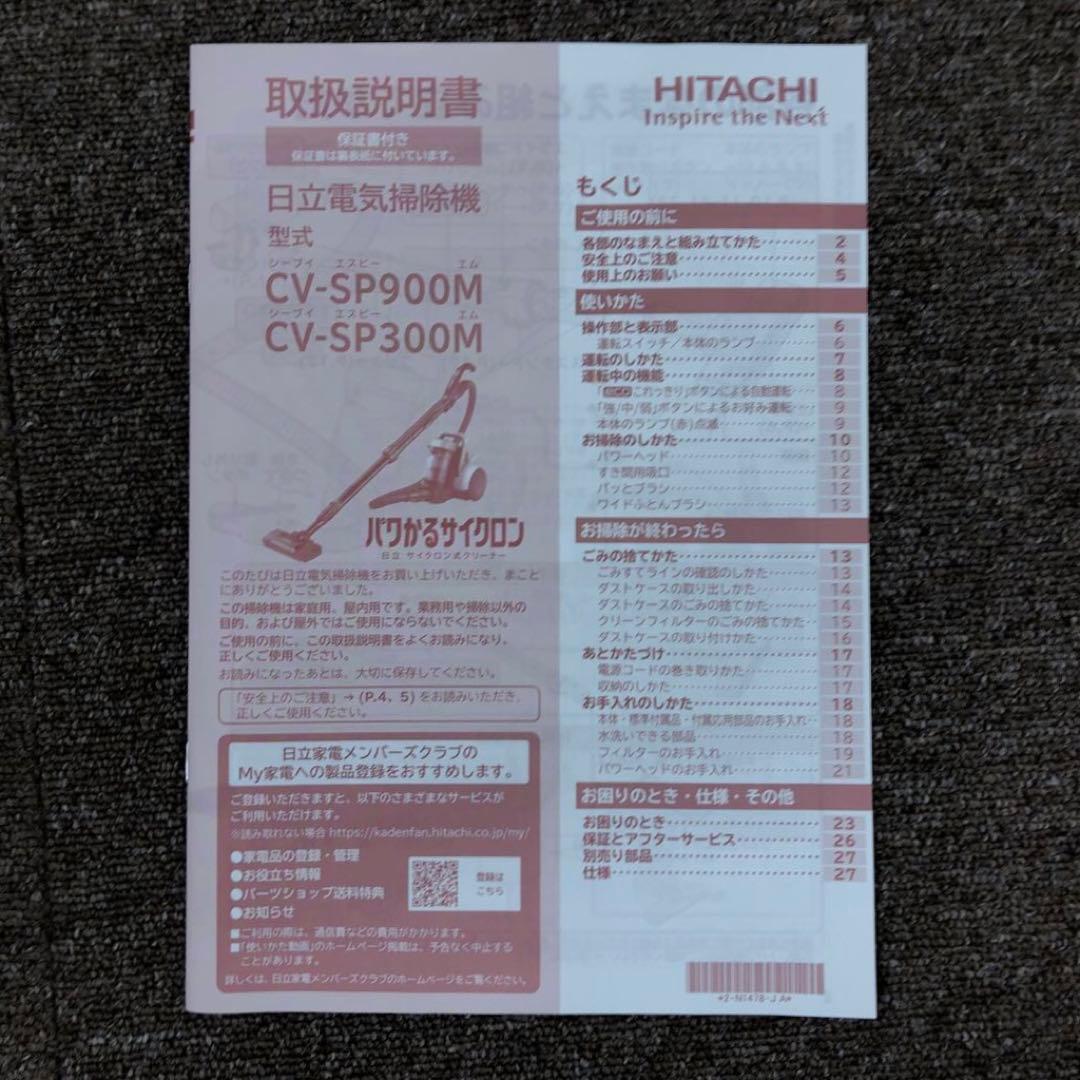 取扱説明書
保証書付き
保証書は裏表紙に付いています。
日立電気掃除機
型式
シーブイ エスピー エム
CV-SP900M
シーブイ エスピー エム
CV-SP300M
パワかるサイクロン
日立 サイクロン式クリーナー
このたびは日立電気掃除機をお買い上げいただき、まこと
にありがとうございました。
この掃除機は家庭用、屋内用です。業務用や掃除以外の
目的、および屋外ではご使用にならないでください。
ご使用の前に、この取扱説明書をよくお読みになり、
正しくご使用ください。
お読みになったあとは、大切に保存してください。
「安全上のご注意」→(P.4、5)をお読みいただき、
正しくご使用ください。
日立家電メンバーズクラブの
My家電への製品登録をおすすめします。
ご登録いただきますと、以下のさまざまなサービスが
ご利用いただけます。
※読み取れない場合 https://kadenfan.hitachi.co.jp/my/
●家電品の登録・管理
●お役立ち情報
●パーツショップ送料特典
●お知らせ
登録は
こちら
■ご利用の際は、通信費などの費用がかかります。
■「使いかた動画」のホームページ掲載は、予告なく中止する
ことがあります。
詳しくは、日立家電メンバーズクラブのホームページをご覧ください。
HITACHI
Inspire the Next
もくじ
ご使用の前に
各部のなまえと組み立てかた 2
安全上のご注意 4
使用上のお願い 5
使いかた
操作部と表示部 6
運転スイッチ/本体のランプ 6
運転のしかた 7
運転中の機能 8
「ecoこれっきり」ボタンによる自動運転 8
「強/中/弱」ボタンによるお好み運転 9
本体のランプ(赤)点滅 9
お掃除のしかた 10
パワーヘッド 10
すき間用吸口 12
パッとブラシ 12
ワイドふとんブラシ 13
お掃除が終わったら
ごみの捨てかた 13
ごみすてラインの確認のしかた 13
ダストケースの取り出しかた 14
ダストケースのごみの捨てかた 14
クリーンフィルターのごみの捨てかた 15
ダストケースの取り付けかた 16
あとかたづけ 17
電源コードの巻き取りかた 17
収納のしかた 17
お手入れのしかた 18
本体・標準付属品・付属応用部品のお手入れ 18
水洗いできる部品 18
フィルターのお手入れ 19
パワーヘッドのお手入れ 21
お困りのとき・仕様・その他
お困りのとき 23
保証とアフターサービス 26
別売り部品 27
仕様 27
*2-N1478-J A*